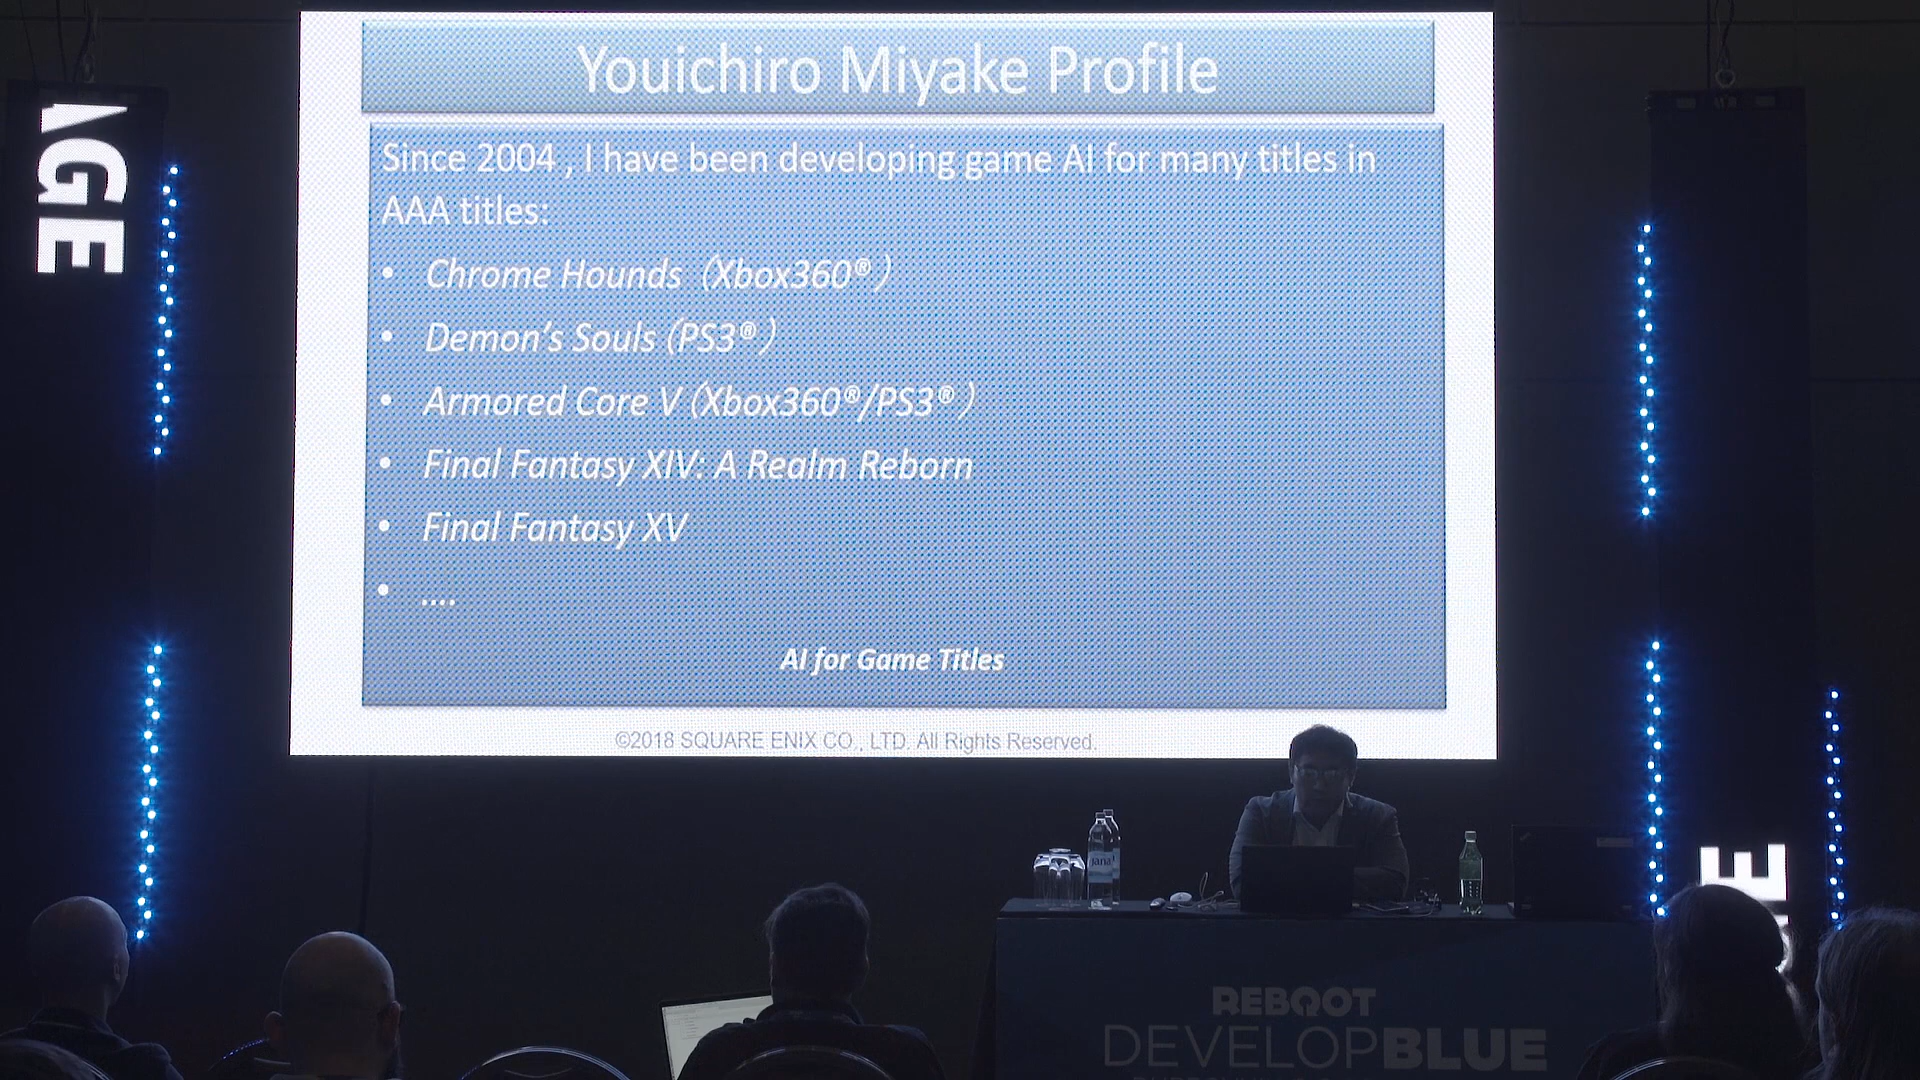 NGE
Youichiro Miyake Profile
Since 2004 , I have been developing game AI for many titles in
AAA titles:
• Chrome Hounds (Xbox360®)
• Demon's Souls (PS3®)
• Armored Core V (Xbox360®/PS3®)
• Final Fantasy XIV: A Realm Reborn
• Final Fantasy XV
• ....
AI for Game Titles
©2018 SQUARE ENIX CO., LTD. All Rights Reserved.
Jana
E
REBOOT
DEVELOPBLUE